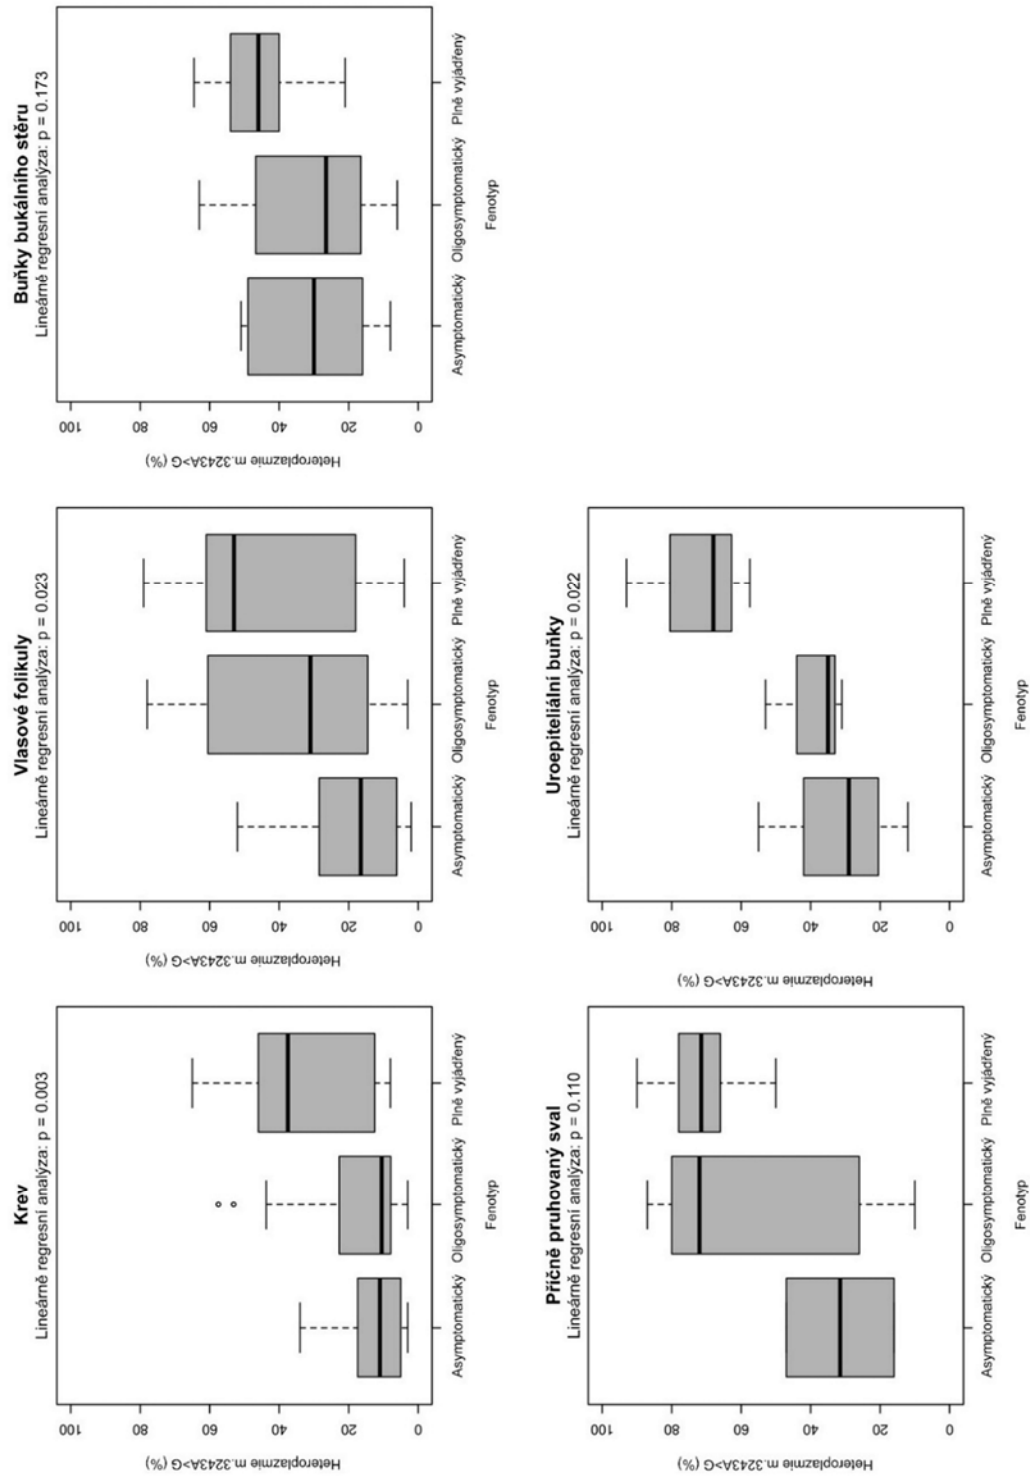 Krev
Lineárně regresní analýza: p = 0.003
Heteroplazmie m.3243A>G (%)
100
80
60
40
20
0
Asymptomatický Oligosymptomatický Plně vyjádřený
Fenotyp
Vlasové folikuly
Lineárně regresní analýza: p = 0.023
Heteroplazmie m.3243A>G (%)
100
80
60
40
20
0
Asymptomatický Oligosymptomatický Plně vyjádřený
Fenotyp
Buňky bukálního stěru
Lineárně regresní analýza: p = 0.173
Heteroplazmie m.3243A>G (%)
100
80
60
40
20
0
Asymptomatický Oligosymptomatický Plně vyjádřený
Fenotyp
Příčně pruhovaný sval
Lineárně regresní analýza: p = 0.110
Heteroplazmie m.3243A>G (%)
100
80
60
40
20
0
Asymptomatický Oligosymptomatický Plně vyjádřený
Fenotyp
Uroepiteliální buňky
Lineárně regresní analýza: p = 0.022
Heteroplazmie m.3243A>G (%)
100
80
60
40
20
0
Asymptomatický Oligosymptomatický Plně vyjádřený
Fenotyp